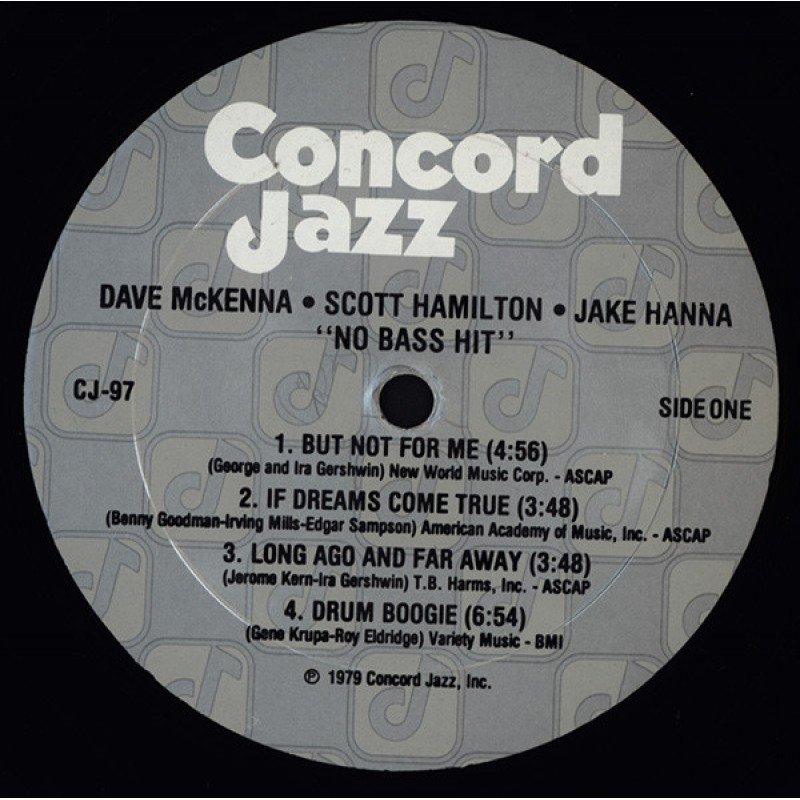 Concord
Jazz
DAVE McKENNA • SCOTT HAMILTON • JAKE HANNA
"NO BASS HIT"
CJ-97
SIDE ONE
1. BUT NOT FOR ME (4:56)
(George and Ira Gershwin) New World Music Corp. - ASCAP
2. IF DREAMS COME TRUE (3:48)
(Benny Goodman-Irving Mills-Edgar Sampson) American Academy of Music, Inc. - ASCAP
3. LONG AGO AND FAR AWAY (3:48)
(Jerome Kern-Ira Gershwin) T.B. Harms, Inc. - ASCAP
4. DRUM BOOGIE (6:54)
(Gene Krupa-Roy Eldridge) Variety Music - BMI
℗ 1979 Concord Jazz, Inc.